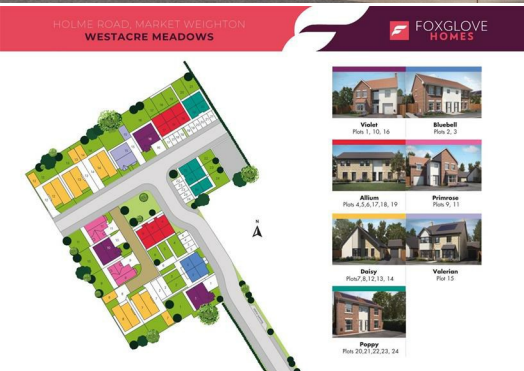 HOLME ROAD, MARKET WEIGHTON
WESTACRE MEADOWS
FOXGLOVE
HOMES
Violet
Plots 1, 10, 16
Bluebell
Plots 2, 3
Allium
Plots 4,5,6,17,18, 19
Primrose
Plots 9, 11
Daisy
Plots7,8,12,13, 14
Valerian
Plot 15
Poppy
Plots 20,21,22,23, 24
N